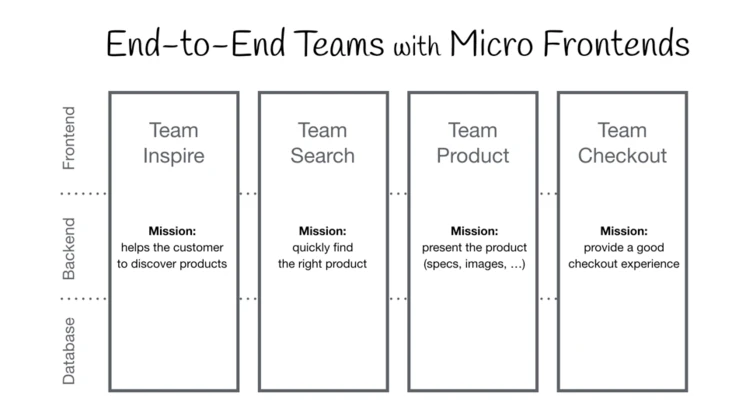 End-to-End Teams with Micro Frontends
Frontend
Backend
Database
Team
Inspire
Mission:
helps the customer
to discover products
Team
Search
Mission:
quickly find
the right product
Team
Product
Mission:
present the product
(specs, images, …)
Team
Checkout
Mission:
provide a good
checkout experience